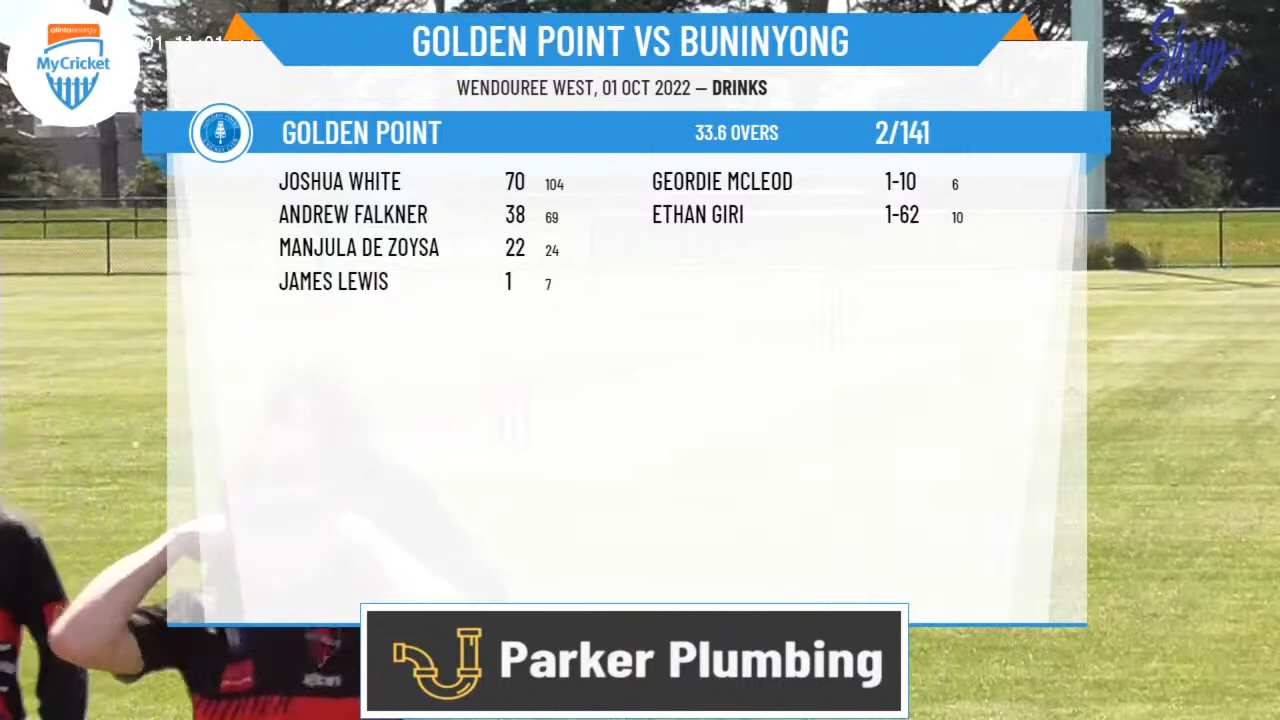 alintaenergy
MyCricket
GOLDEN POINT VS BUNINYONG
WENDOUREE WEST, 01 OCT 2022 – DRINKS
GOLDEN POINT 33.6 OVERS 2/141
JOSHUA WHITE 70 104 GEORDIE MCLEOD 1-10 6
ANDREW FALKNER 38 69 ETHAN GIRI 1-62 10
MANJULA DE ZOYSA 22 24
JAMES LEWIS 1 7
Parker Plumbing